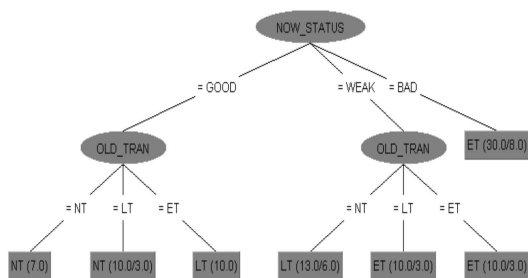 NOW_STATUS
= GOOD
= WEAK
= BAD
OLD_TRAN
OLD_TRAN
ET (30.0/8.0)
= NT
= LT
= ET
= NT
= LT
= ET
NT (7.0)
NT (10.0/3.0)
LT (10.0)
LT (13.0/6.0)
ET (10.0/3.0)
ET (10.0/3.0)